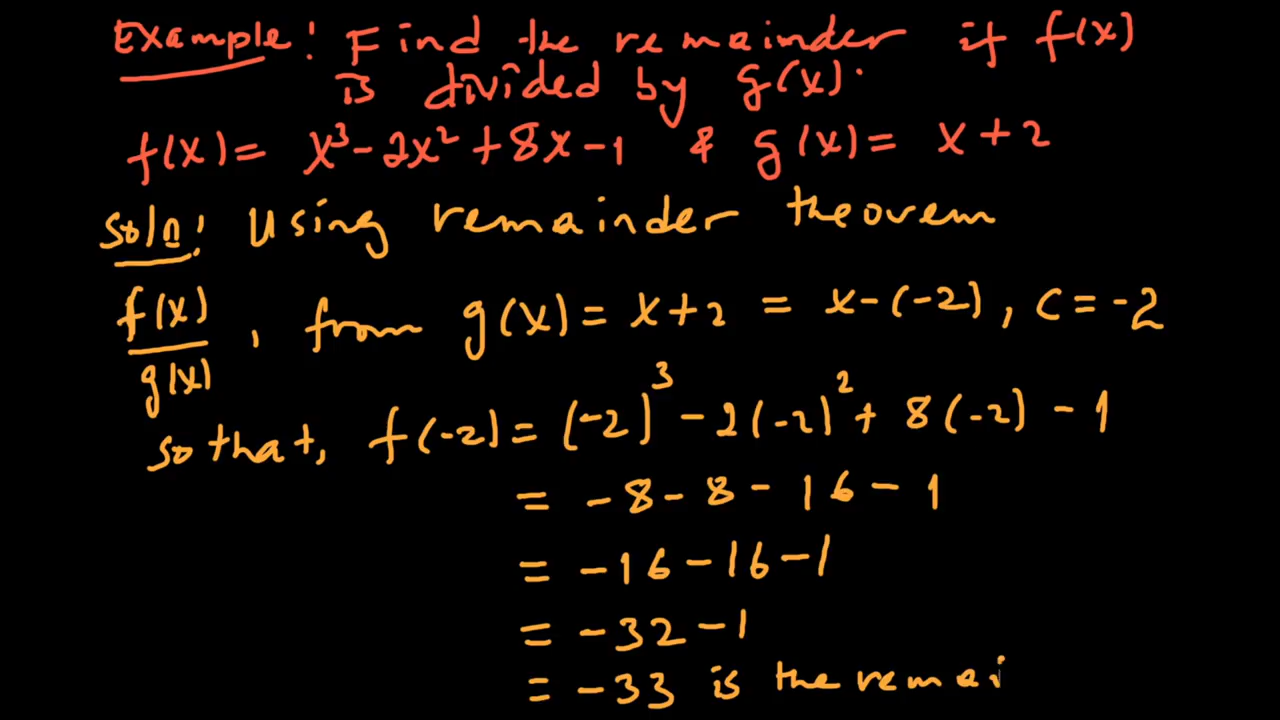 Example: Find the remainder if f(x)
is divided by g(x).
f(x) = x³ - 2x² + 8x - 1 & g(x) = x + 2
Soln: Using remainder theorem
f(x)/g(x), from g(x) = x + 2 = x - (-2), c = -2
so that, f(-2) = (-2)³ - 2(-2)² + 8(-2) - 1
= -8 - 8 - 16 - 1
= -16 - 16 - 1
= -32 - 1
= -33 is the remai